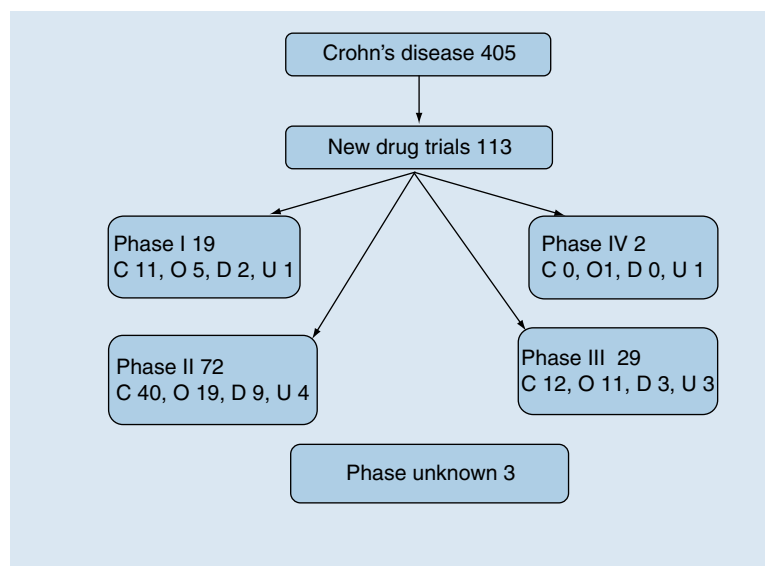 Crohn's disease 405
New drug trials 113
Phase I 19
C 11, O 5, D 2, U 1
Phase IV 2
C 0, O1, D 0, U 1
Phase II 72
C 40, O 19, D 9, U 4
Phase III  29
C 12, O 11, D 3, U 3
Phase unknown 3